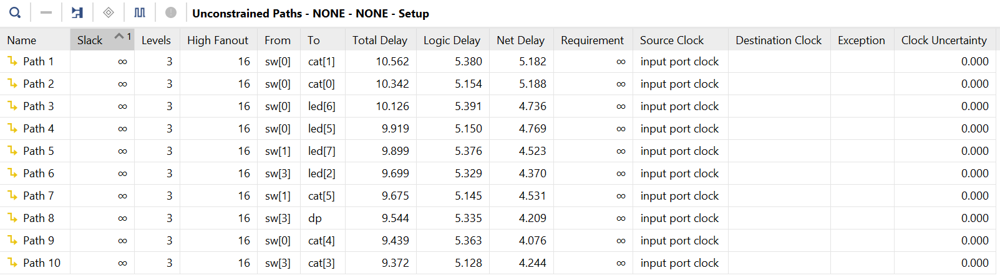 Unconstrained Paths - NONE - NONE - Setup
Name Slack 1 Levels High Fanout From To Total Delay Logic Delay Net Delay Requirement Source Clock Destination Clock Exception Clock Uncertainty
Path 1 ∞ 3 16 sw[0] cat[1] 10.562 5.380 5.182 ∞ input port clock 0.000
Path 2 ∞ 3 16 sw[0] cat[0] 10.342 5.154 5.188 ∞ input port clock 0.000
Path 3 ∞ 3 16 sw[0] led[6] 10.126 5.391 4.736 ∞ input port clock 0.000
Path 4 ∞ 3 16 sw[0] led[5] 9.919 5.150 4.769 ∞ input port clock 0.000
Path 5 ∞ 3 16 sw[1] led[7] 9.899 5.376 4.523 ∞ input port clock 0.000
Path 6 ∞ 3 16 sw[3] led[2] 9.699 5.329 4.370 ∞ input port clock 0.000
Path 7 ∞ 3 16 sw[1] cat[5] 9.675 5.145 4.531 ∞ input port clock 0.000
Path 8 ∞ 3 16 sw[3] dp 9.544 5.335 4.209 ∞ input port clock 0.000
Path 9 ∞ 3 16 sw[0] cat[4] 9.439 5.363 4.076 ∞ input port clock 0.000
Path 10 ∞ 3 16 sw[3] cat[3] 9.372 5.128 4.244 ∞ input port clock 0.000